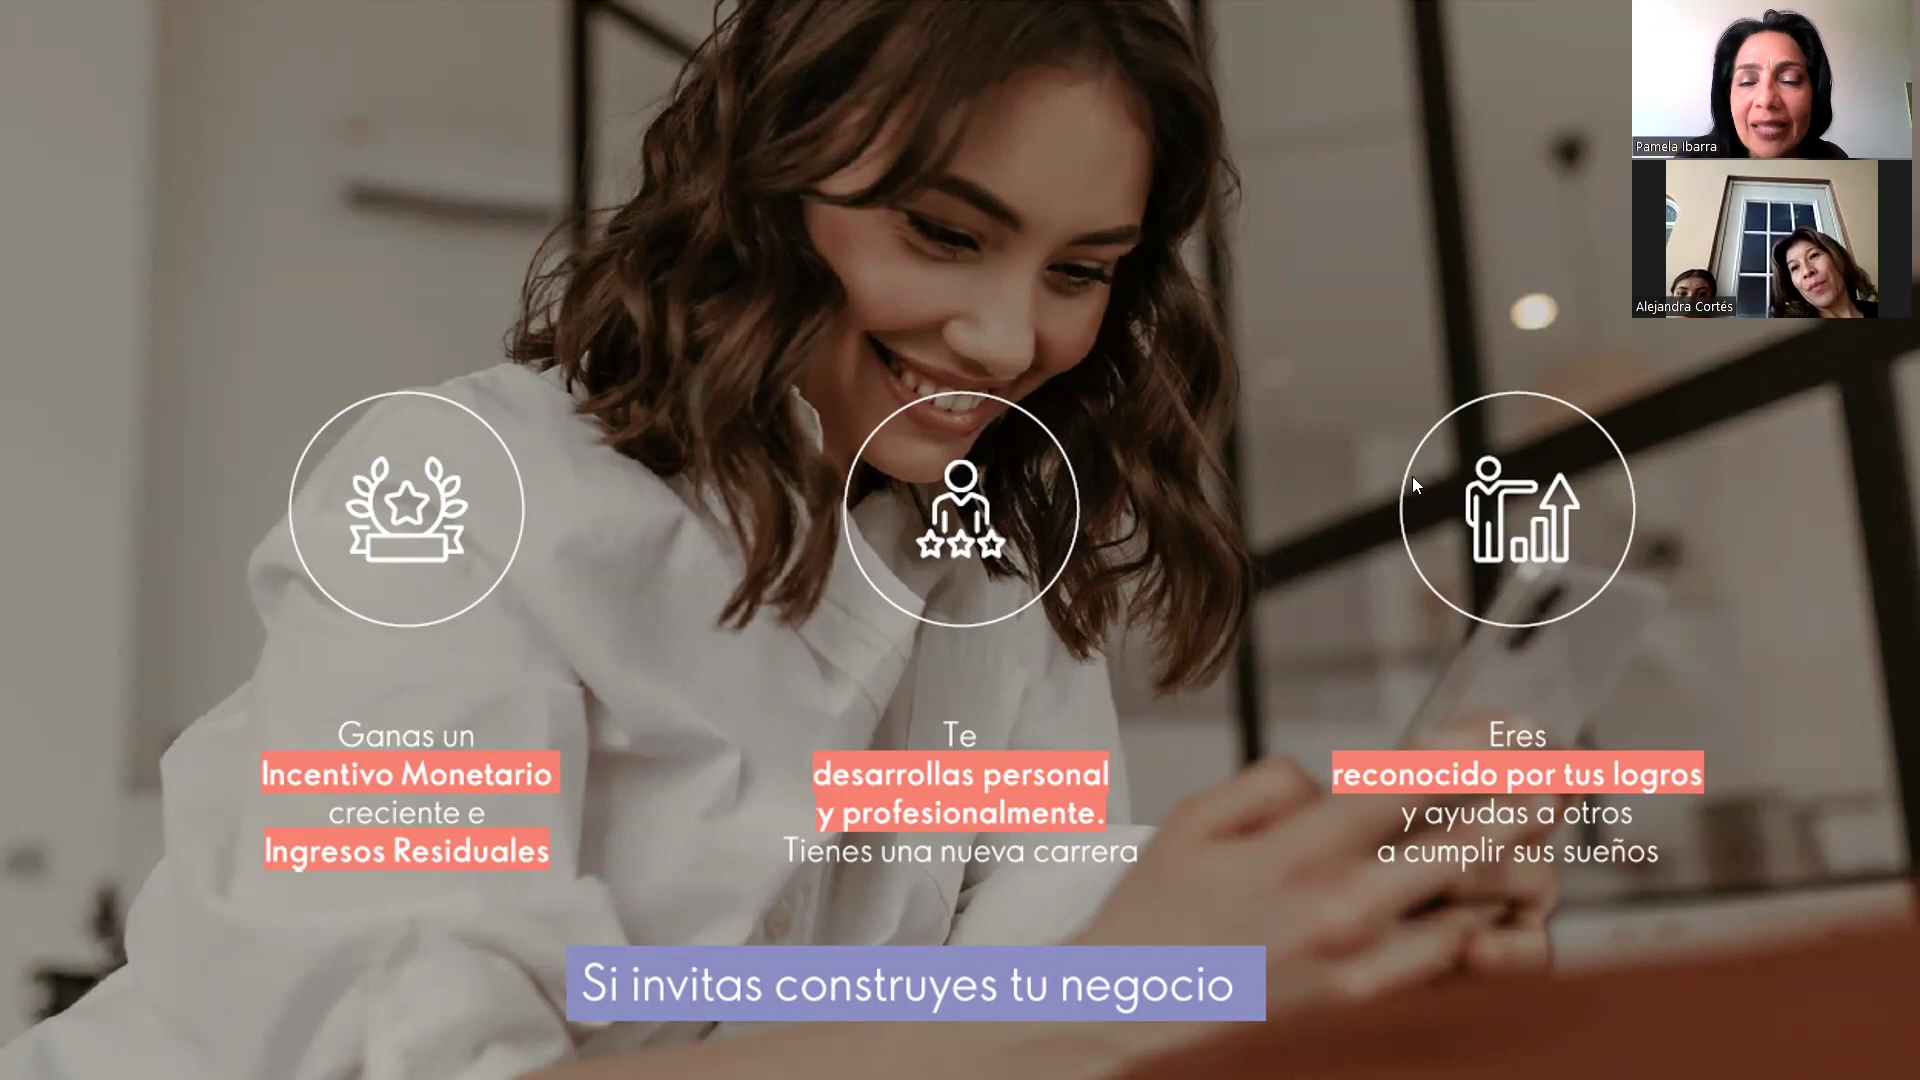 Pamela Ibarra
Alejandra Cortés
Ganas un
Incentivo Monetario
creciente e
Ingresos Residuales
Te
desarrollas personal
y profesionalmente.
Tienes una nueva carrera
Eres
reconocido por tus logros
y ayudas a otros
a cumplir sus sueños
Si invitas construyes tu negocio